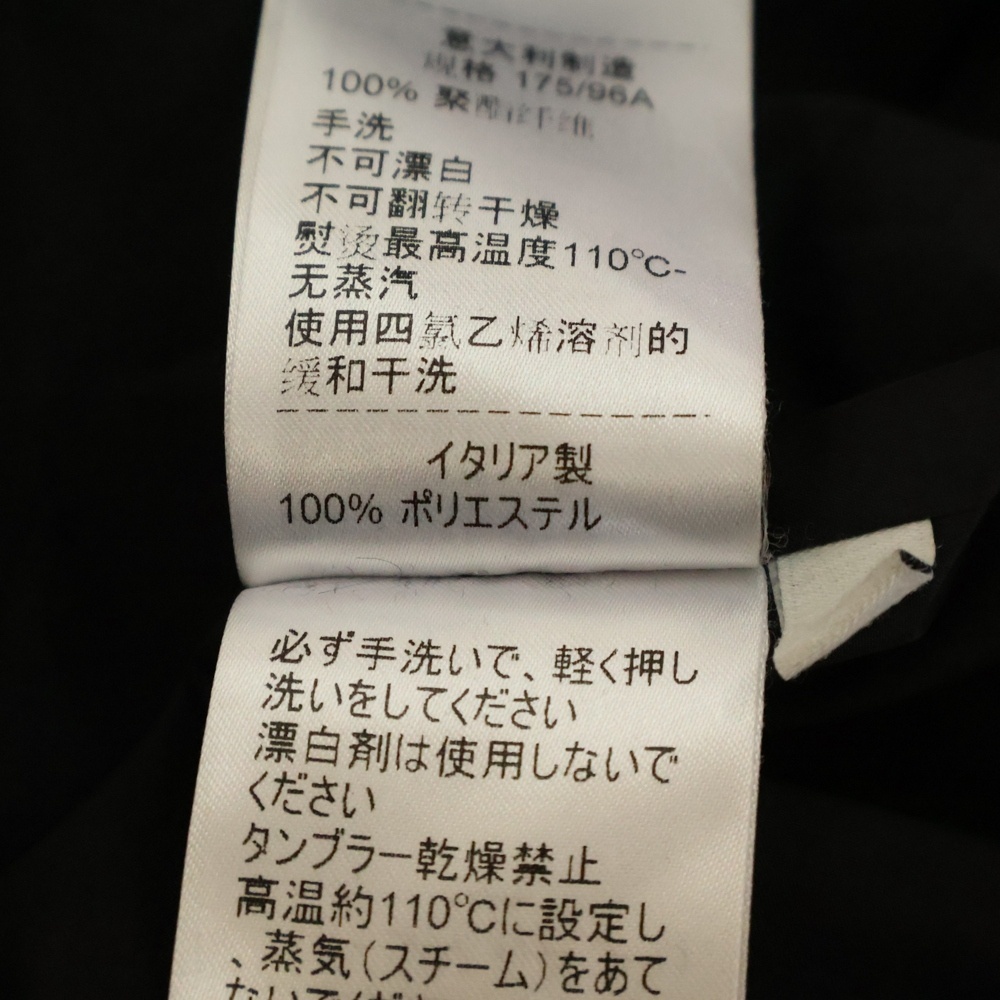 意大利制造
规格 175/96A
100% 聚酯纤维
手洗
不可漂白
不可翻转干燥
熨烫最高温度110°C-
无蒸汽
使用四氯乙烯溶剂的
缓和干洗
イタリア製
100% ポリエステル
必ず手洗いで、軽く押し
洗いをしてください
漂白剤は使用しないで
ください
タンブラー乾燥禁止
高温約110°Cに設定し
、蒸気(スチーム)をあて
ないでくだ